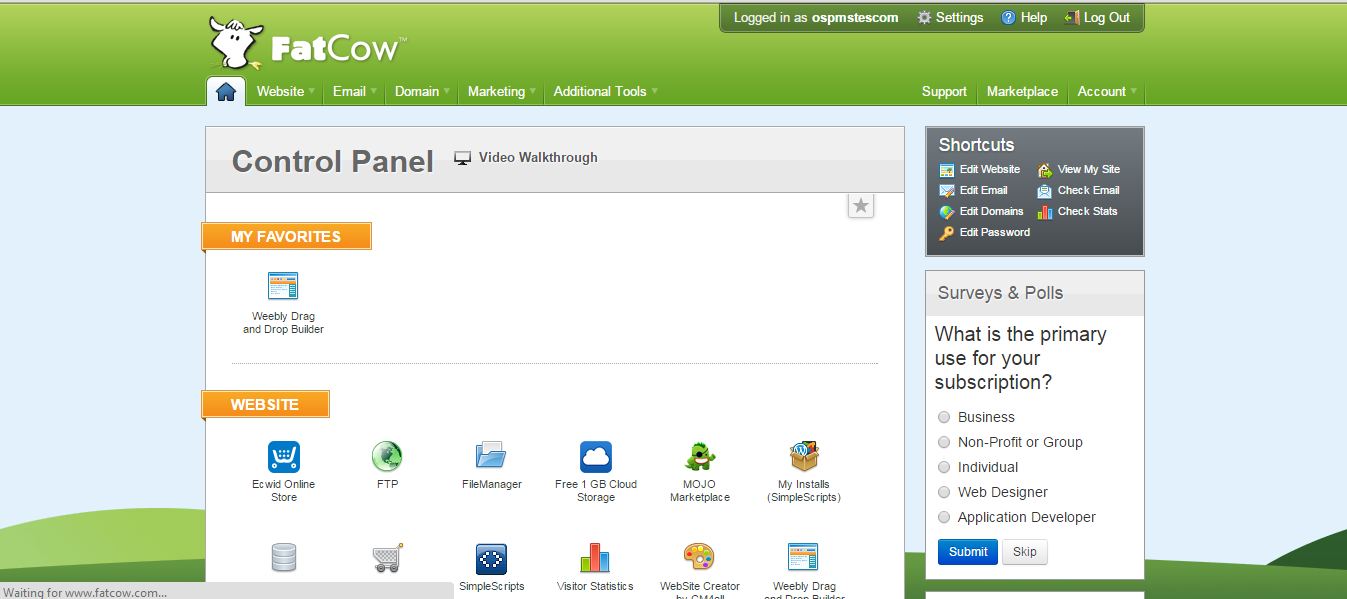 Logged in as ospmstescom Settings Help Log Out
FatCow™
Website Email Domain Marketing Additional Tools Support Marketplace Account
Control Panel Video Walkthrough
MY FAVORITES
Weebly Drag
and Drop Builder
WEBSITE
Ecwid Online
Store
FTP
FileManager
Free 1 GB Cloud
Storage
MOJO
Marketplace
My Installs
(SimpleScripts)
SimpleScripts
Visitor Statistics
WebSite Creator
by CM4all
Weebly Drag
and Drop Builder
Shortcuts
Edit Website View My Site
Edit Email Check Email
Edit Domains Check Stats
Edit Password
Surveys & Polls
What is the primary
use for your
subscription?
Business
Non-Profit or Group
Individual
Web Designer
Application Developer
Submit Skip
Waiting for www.fatcow.com...